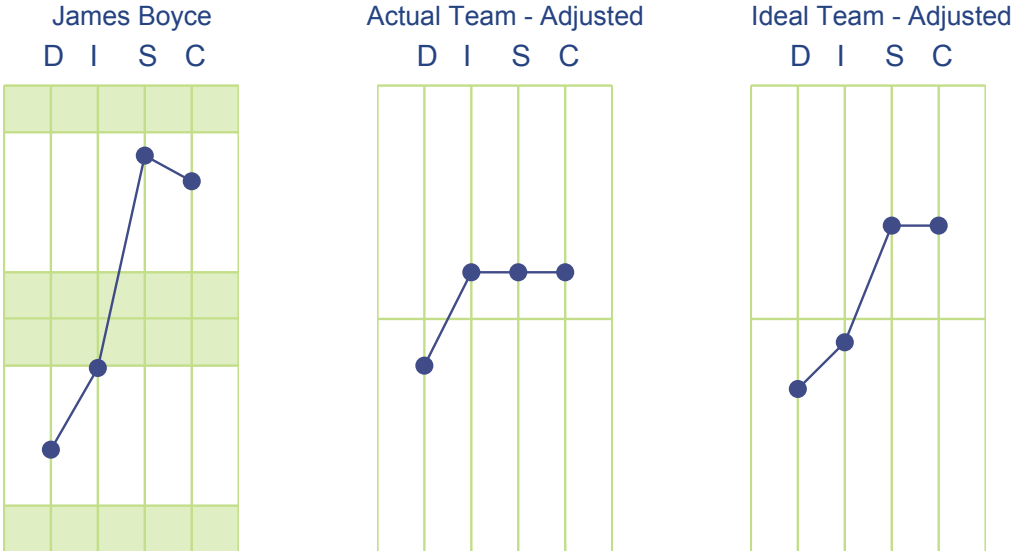 James Boyce
D I S C
Actual Team - Adjusted
D I S C
Ideal Team - Adjusted
D I S C